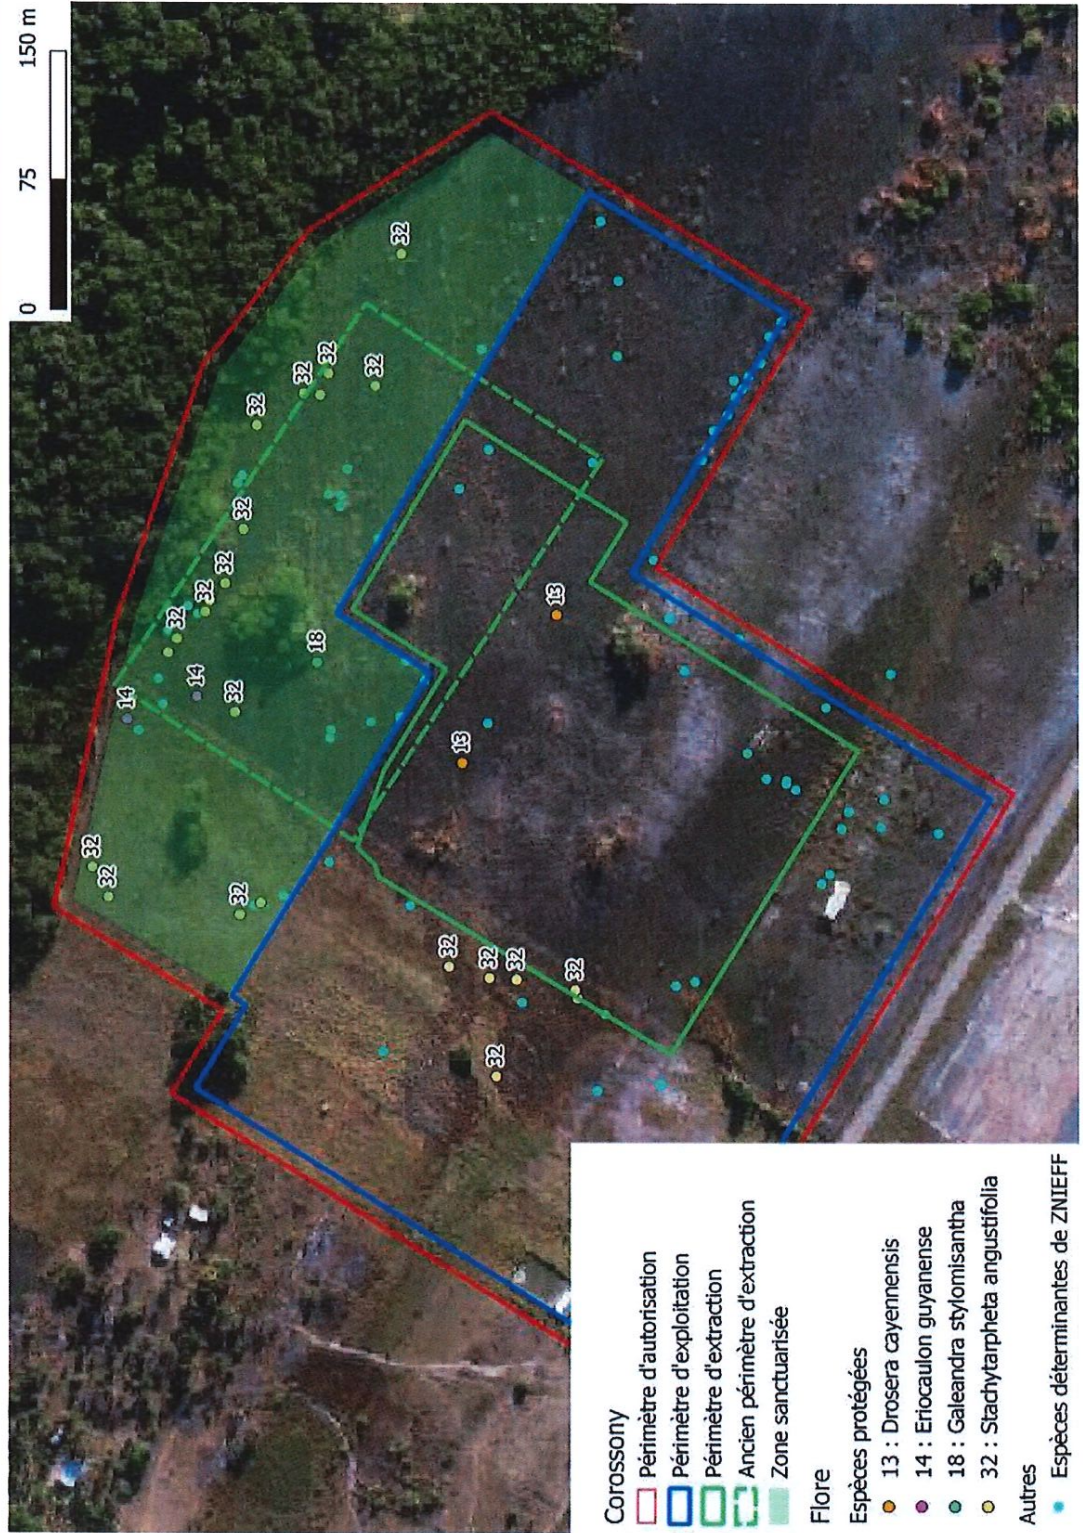 0 75 150 m
32
32
32
32
32
32
32
32
32
32
32
32
32
32
14
14
18
13
13
32
32
32
32
32
Corossony
Périmètre d'autorisation
Périmètre d'exploitation
Périmètre d'extraction
Ancien périmètre d'extraction
Zone sanctuarisée
Flore
Espèces protégées
13 : Drosera cayennensis
14 : Eriocaulon guyanense
18 : Galeandra stylomisantha
32 : Stachytarpheta angustifolia
Autres
Espèces déterminantes de ZNIEFF